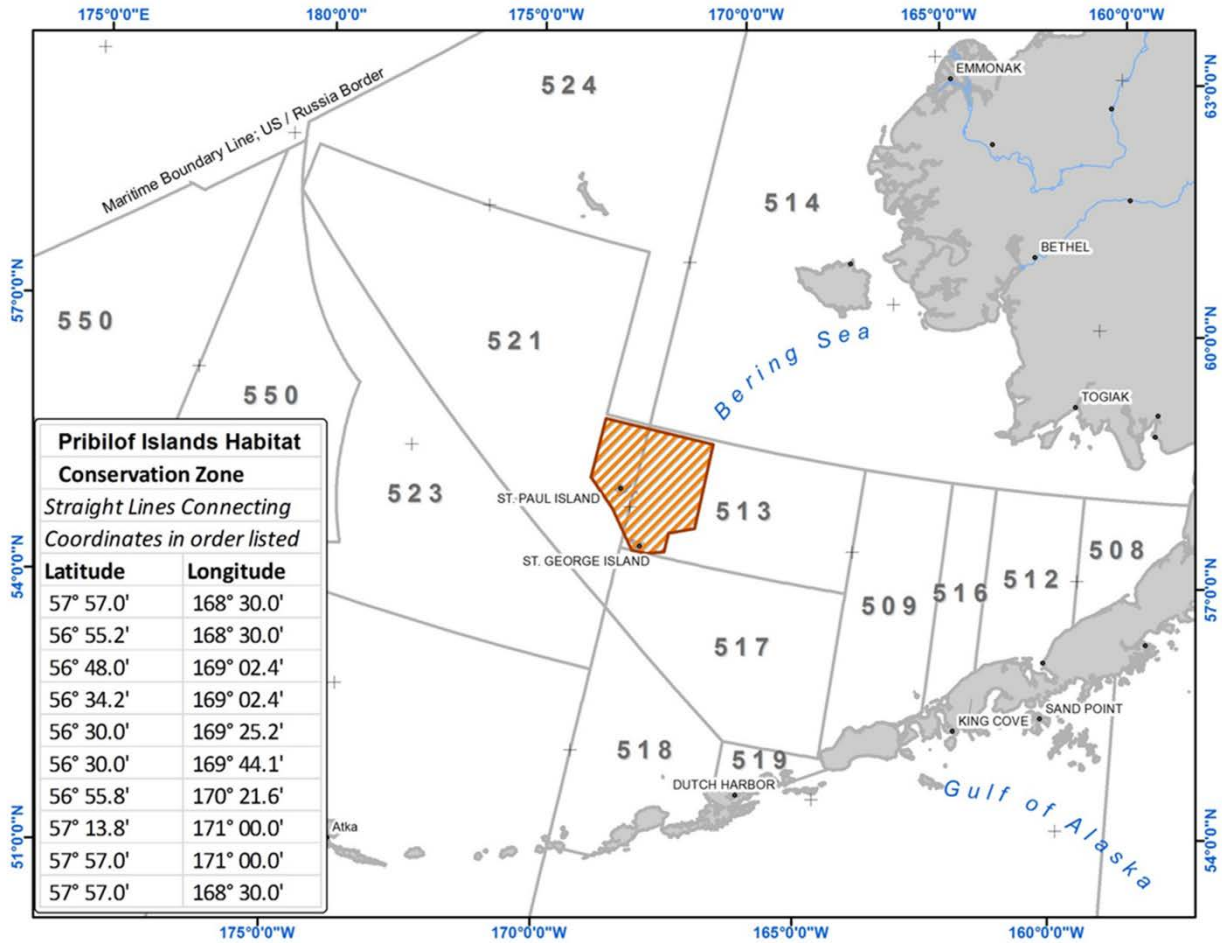 175°0'0"E 180°0'0" 175°0'0"W 170°0'0"W 165°0'0"W 160°0'0"W
63°0'0"N
EMMONAK
524
Maritime Boundary Line; US / Russia Border
514
BETHEL
57°0'0"N
550
521
Bering Sea
60°0'0"N
550
TOGIAK
Pribilof Islands Habitat
Conservation Zone
Straight Lines Connecting
Coordinates in order listed
Latitude Longitude
57° 57.0' 168° 30.0'
56° 55.2' 168° 30.0'
56° 48.0' 169° 02.4'
56° 34.2' 169° 02.4'
56° 30.0' 169° 25.2'
56° 30.0' 169° 44.1'
56° 55.8' 170° 21.6'
57° 13.8' 171° 00.0'
57° 57.0' 171° 00.0'
57° 57.0' 168° 30.0'
523
ST. PAUL ISLAND
513
ST. GEORGE ISLAND
54°0'0"N
508
512
516
509
57°0'0"N
517
SAND POINT
KING COVE
518
519
DUTCH HARBOR
Gulf of Alaska
Atka
51°0'0"N
54°0'0"N
175°0'0"W 170°0'0"W 165°0'0"W 160°0'0"W